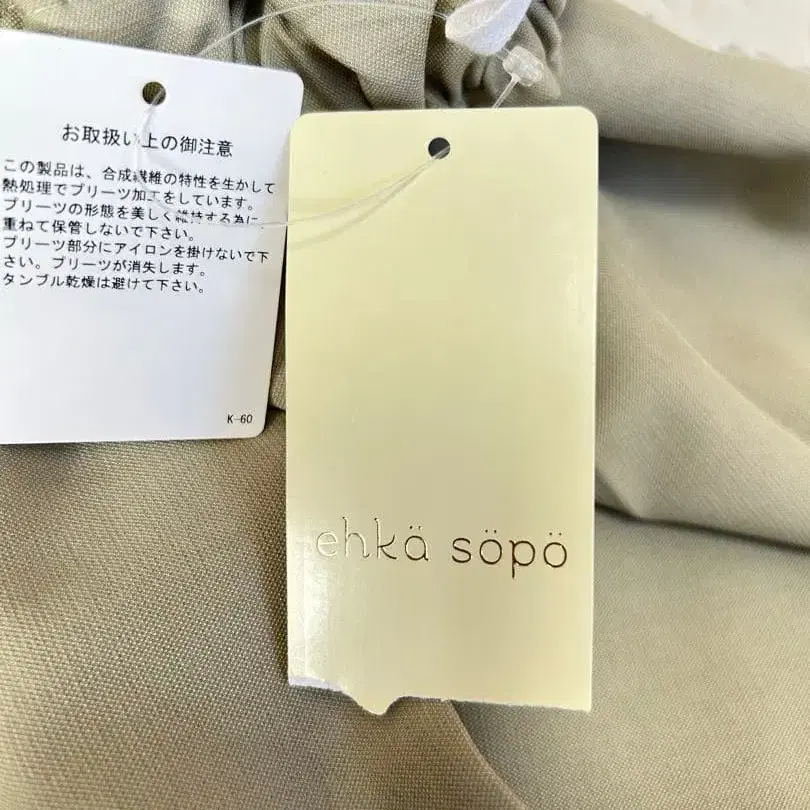 お取扱い上の御注意
この製品は、合成繊維の特性を生かして
熱処理でプリーツ加工をしています。
プリーツの形態を美しく維持する為に、
重ねて保管しないで下さい。
プリーツ部分にアイロンを掛けないで下
さい。プリーツが消失します。
タンブル乾燥は避けて下さい。
K-60
ehkä söpö